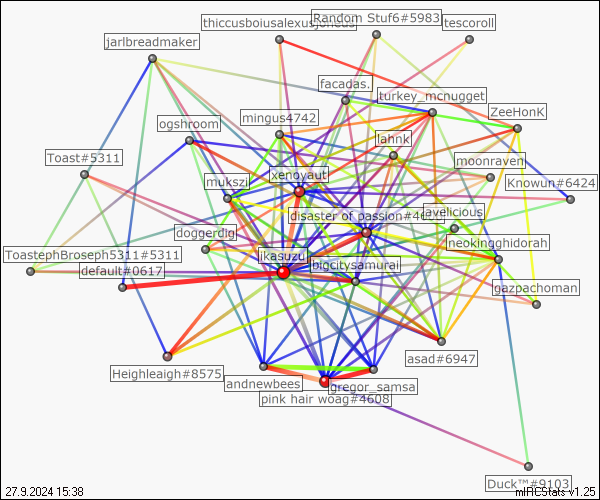 thiccusboiusalexusjoneus
Random Stuf6#5983
tescoroll
jarlbreadmaker
facadas.
turkey_mcnugget
ZeeHonK
mingus4742
ogshroom
lahnk
Toast#5311
moonraven
xenoyaut
mukszi
Knowun#6424
disaster of passion#46
avelicious
doggerdig
neokingghidorah
ToastephBroseph5311#5311
ikasuzu
default#0617
bigcitysamurai
gazpachoman
asad#6947
Heighleaigh#8575
andnewbees
gregor_samsa
pink hair woag#4608
Duck™#9103
27.9.2024 15:38
mIRCStats v1.25